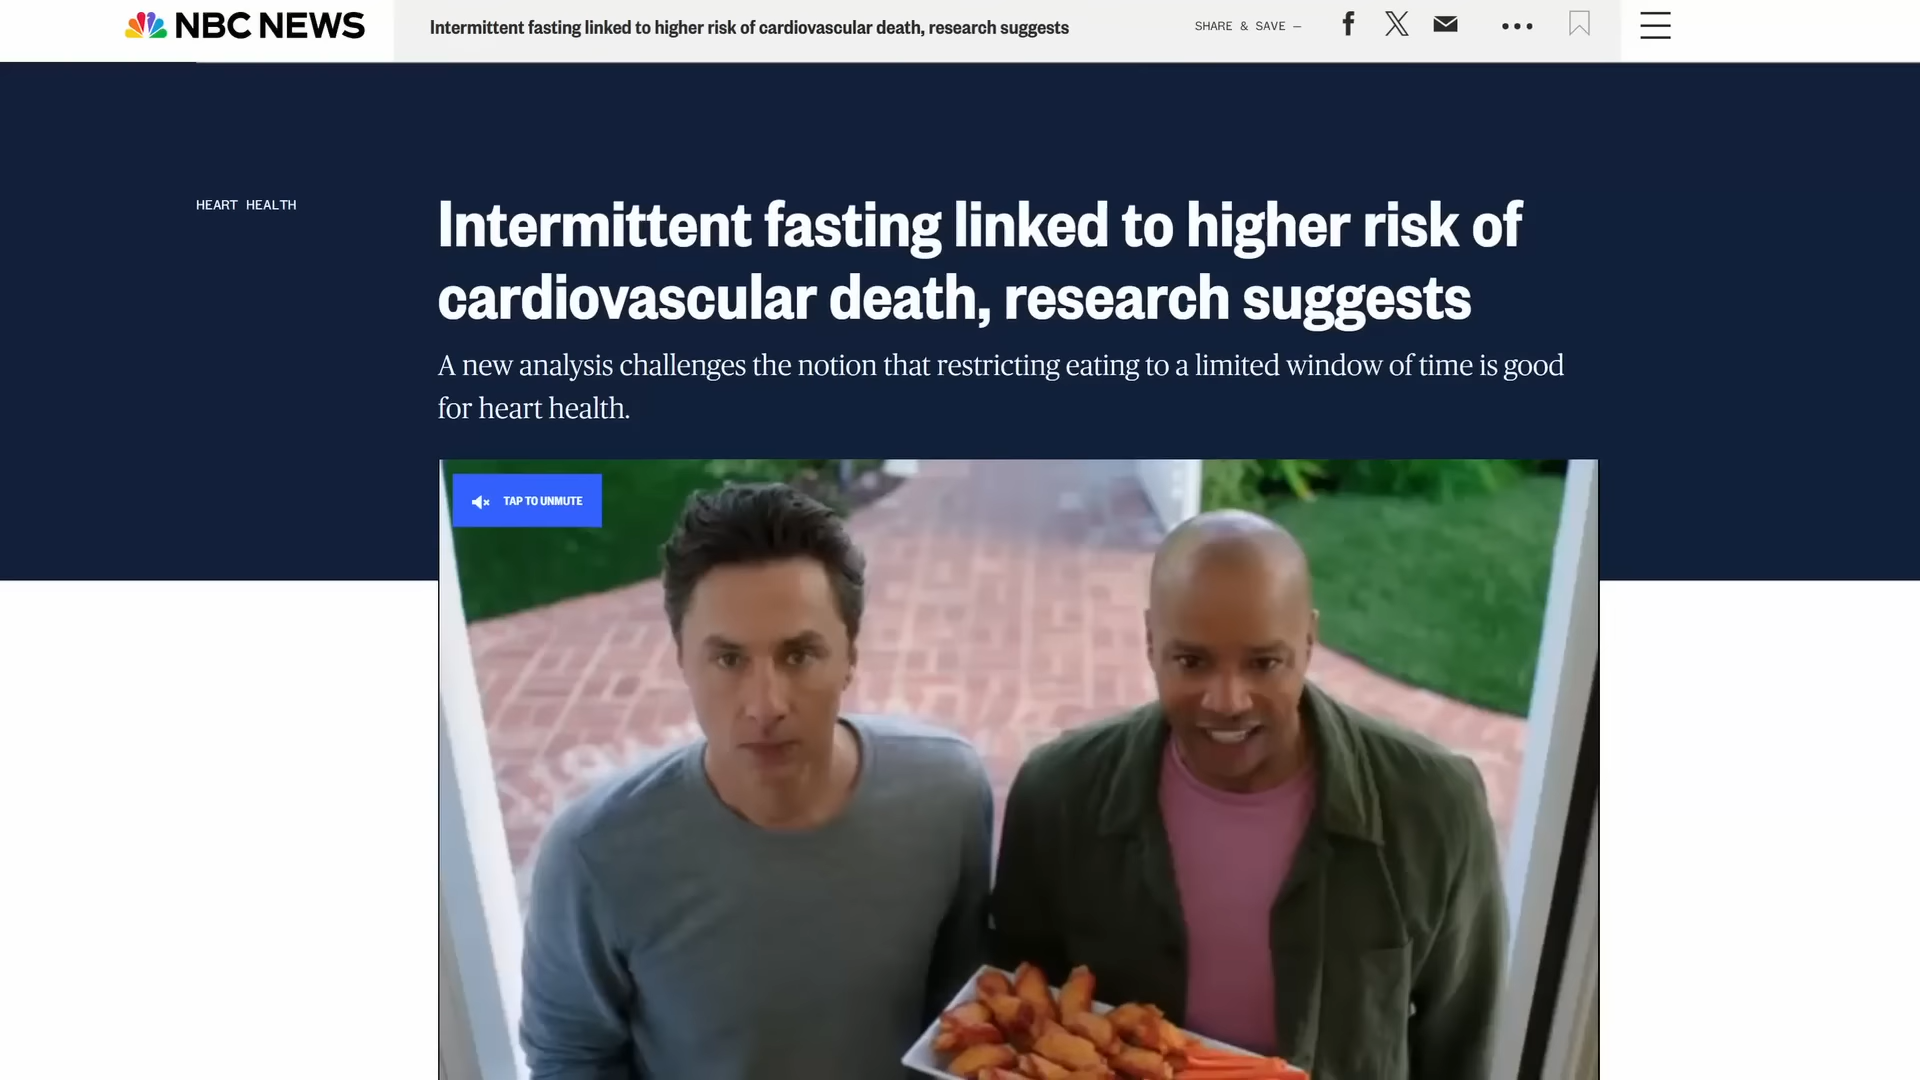 NBC NEWS
Intermittent fasting linked to higher risk of cardiovascular death, research suggests
SHARE & SAVE —
HEART HEALTH
Intermittent fasting linked to higher risk of
cardiovascular death, research suggests
A new analysis challenges the notion that restricting eating to a limited window of time is good
for heart health.
TAP TO UNMUTE